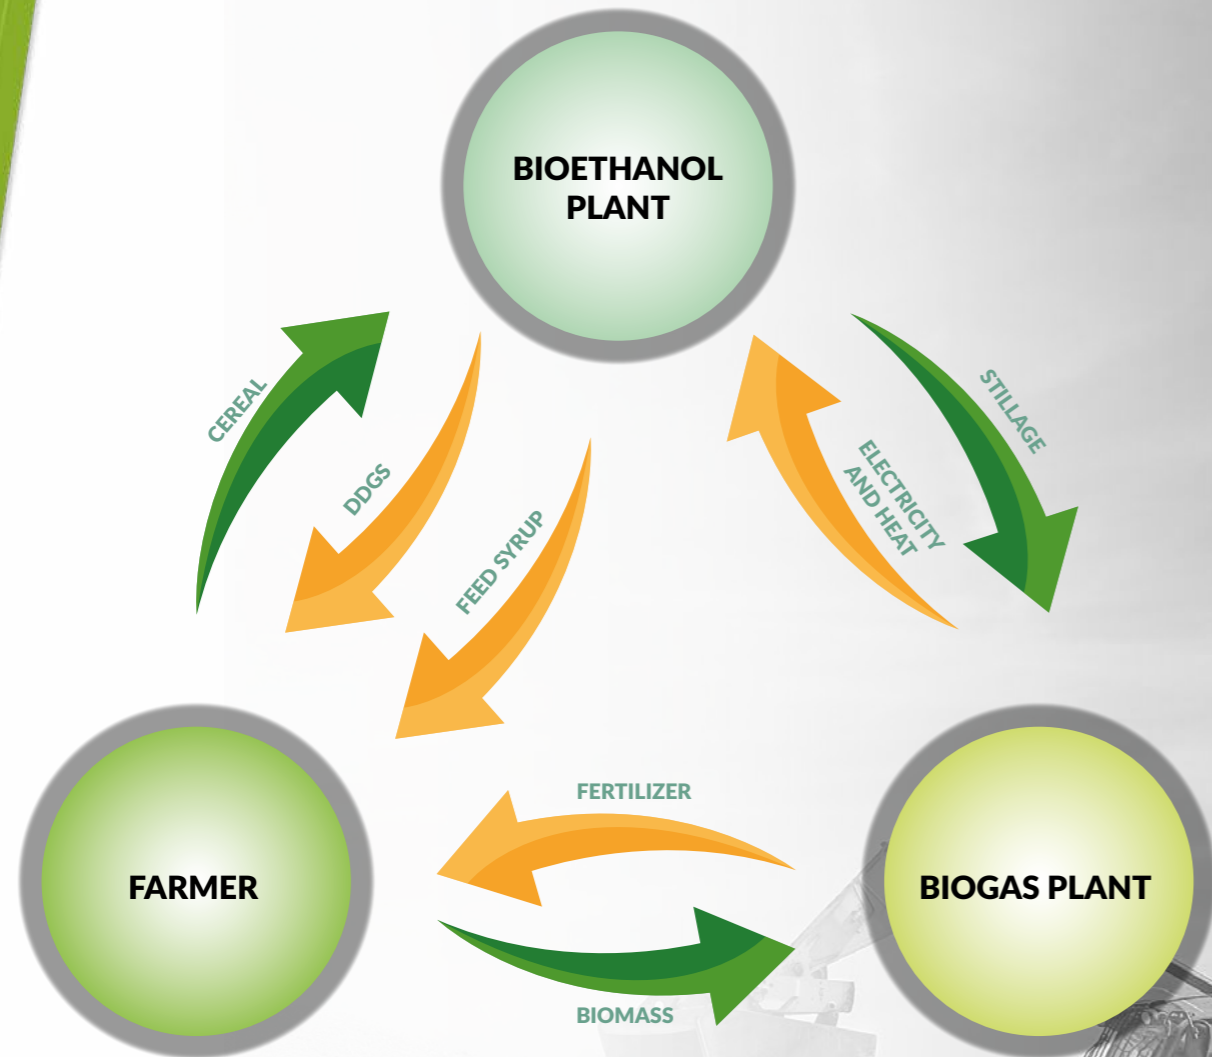 BIOETHANOL
PLANT
CEREAL
DDGS
FEED SYRUP
ELECTRICITY
AND HEAT
STILLAGE
FERTILIZER
FARMER
BIOGAS PLANT
BIOMASS